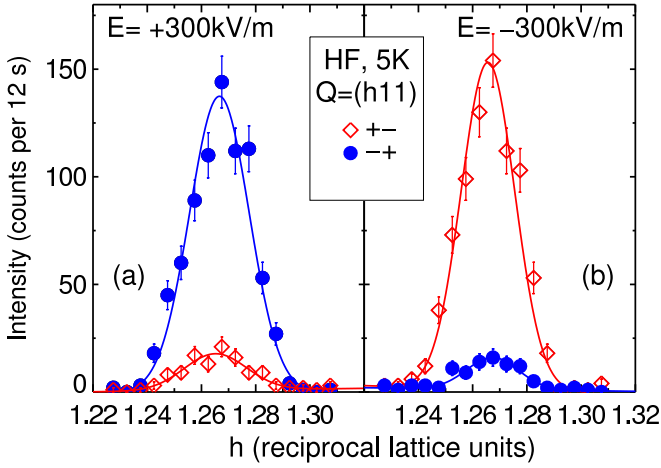 E= +300kV/m
E= −300kV/m
HF, 5K
Q=(h11)
+−
−+
(a)
(b)
Intensity (counts per 12 s)
150
100
50
0
1.22
1.24
1.26
1.28
1.30
1.24
1.26
1.28
1.30
1.32
h (reciprocal lattice units)